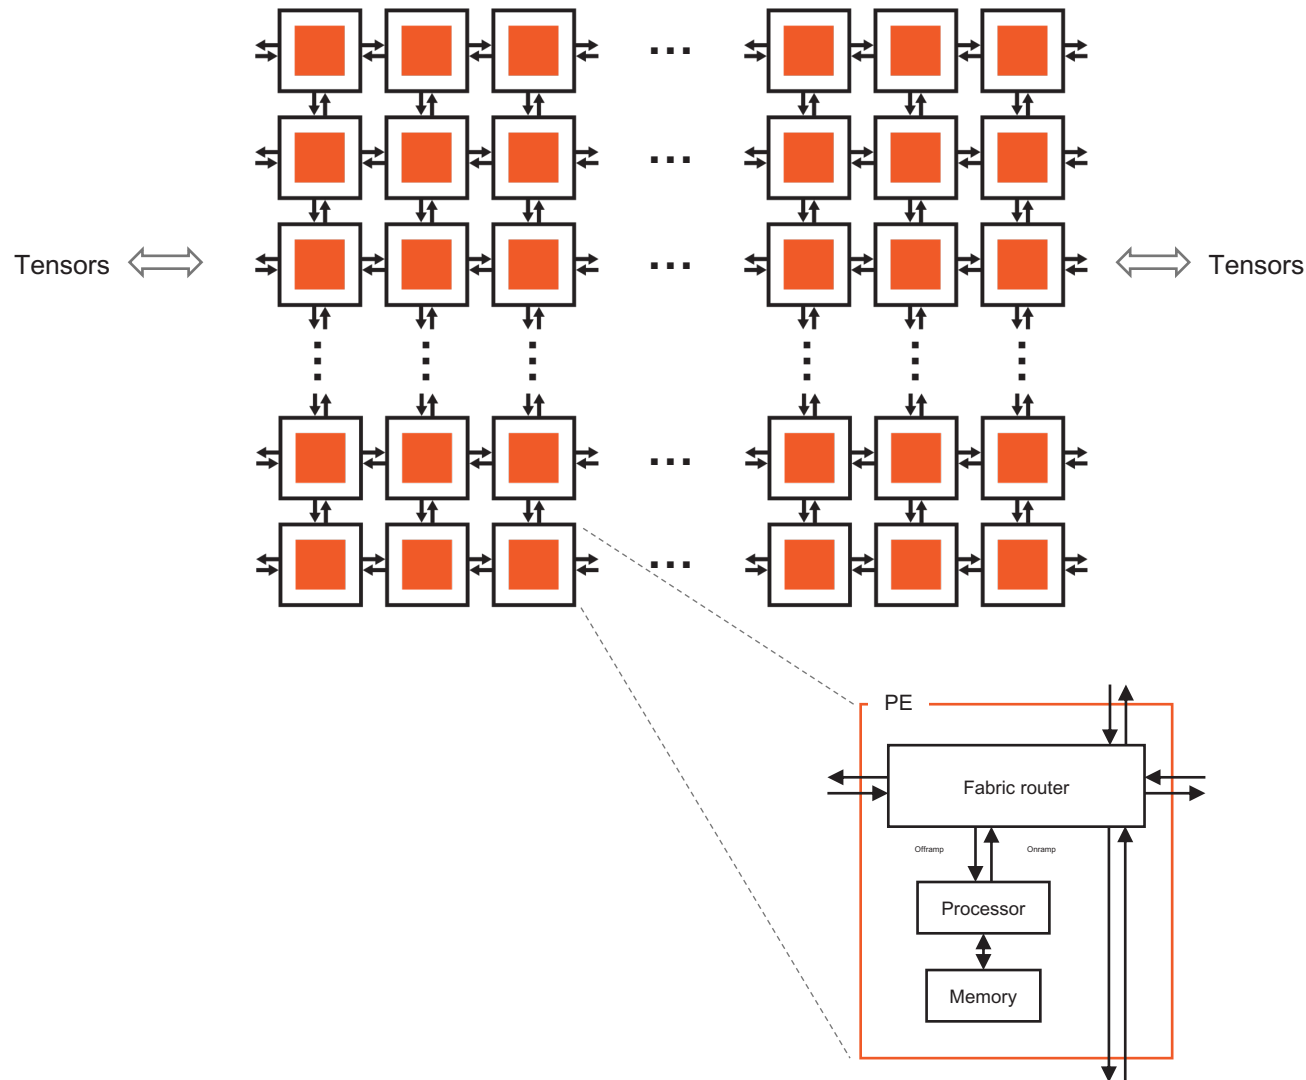 Tensors
Tensors
PE
Fabric router
Offramp
Onramp
Processor
Memory